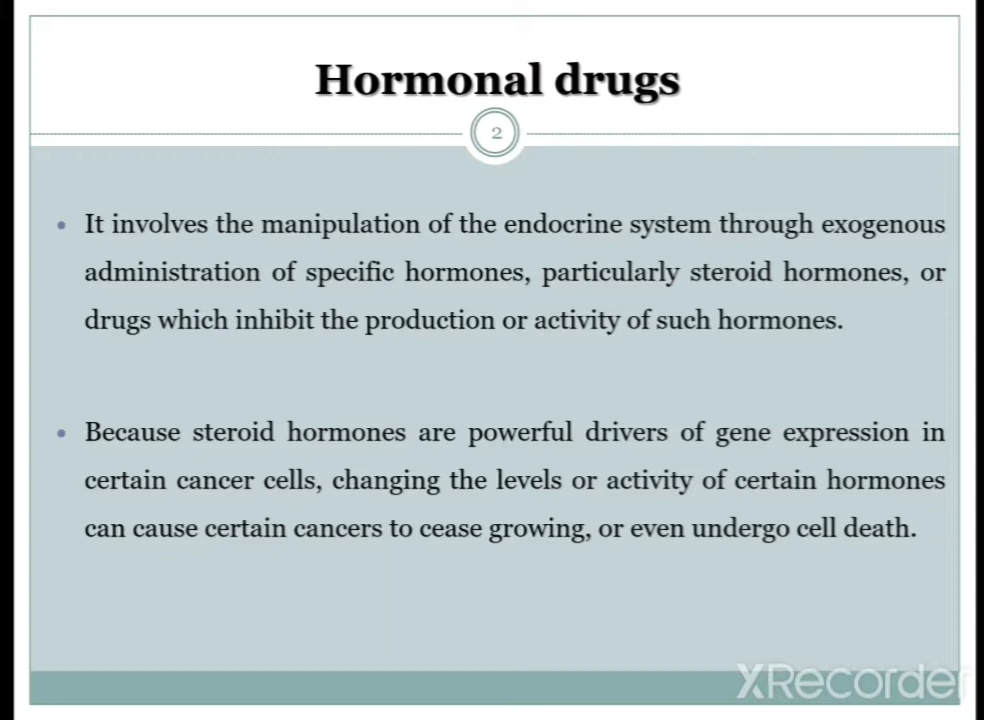 Hormonal drugs
2
• It involves the manipulation of the endocrine system through exogenous
administration of specific hormones, particularly steroid hormones, or
drugs which inhibit the production or activity of such hormones.
• Because steroid hormones are powerful drivers of gene expression in
certain cancer cells, changing the levels or activity of certain hormones
can cause certain cancers to cease growing, or even undergo cell death.
XRecorder